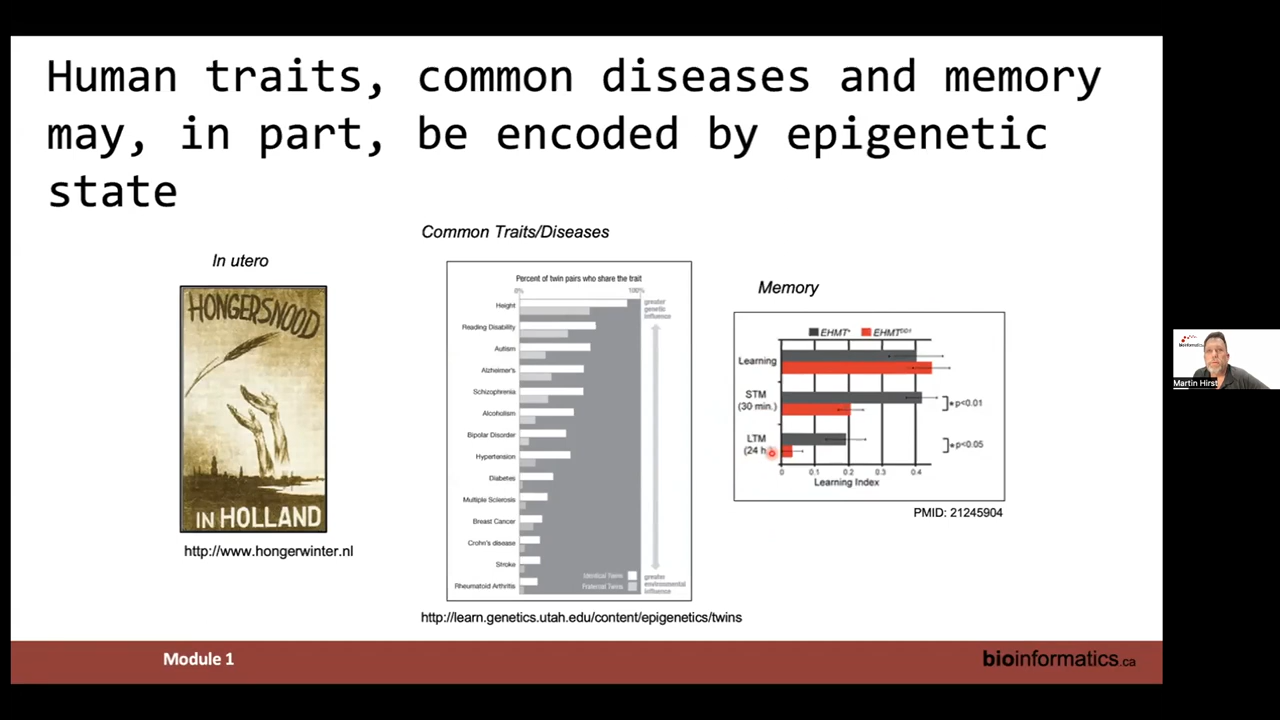 Human traits, common diseases and memory
may, in part, be encoded by epigenetic
state
In utero
HONGERSNOOD
IN HOLLAND
http://www.hongerwinter.nl
Common Traits/Diseases
Percent of twin pairs who share the trait
0% 100%
Height
Reading Disability
Autism
Alzheimer's
Schizophrenia
Alcoholism
Bipolar Disorder
Hypertension
Diabetes
Multiple Sclerosis
Breast Cancer
Crohn's disease
Stroke
Rheumatoid Arthritis
greater
genetic
influence
greater
environmental
influence
Identical Twins
Fraternal Twins
http://learn.genetics.utah.edu/content/epigenetics/twins
Memory
EHMT+
Learning
STM
(30 min.)
*p<0.01
LTM
(24 h
*p<0.05
0 0.1 0.2 0.3 0.4
Learning Index
PMID: 21245904
Martin Hirst
Module 1
bioinformatics.ca